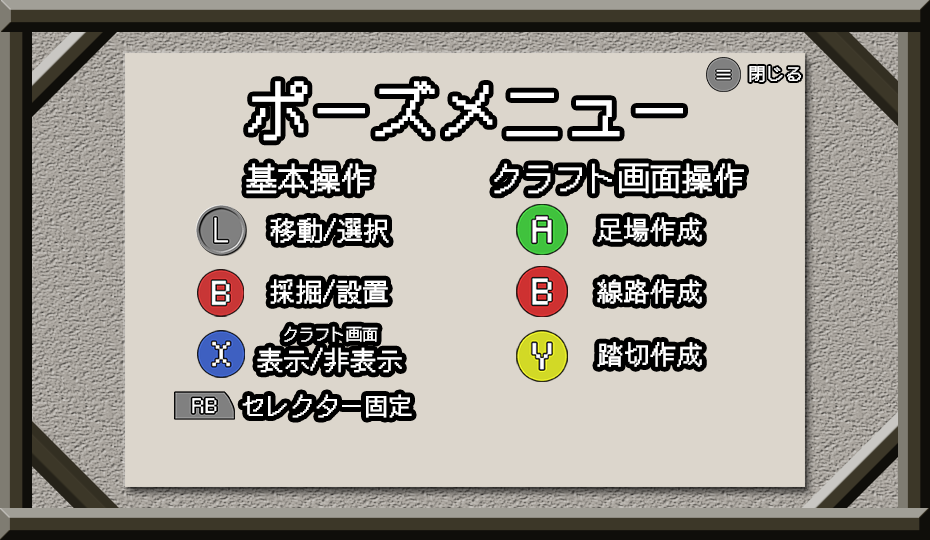 閉じる
ポーズメニュー
基本操作
L 移動/選択
B 採掘/設置
X クラフト画面
表示/非表示
RB セレクター固定
クラフト画面操作
A 足場作成
B 線路作成
Y 踏切作成